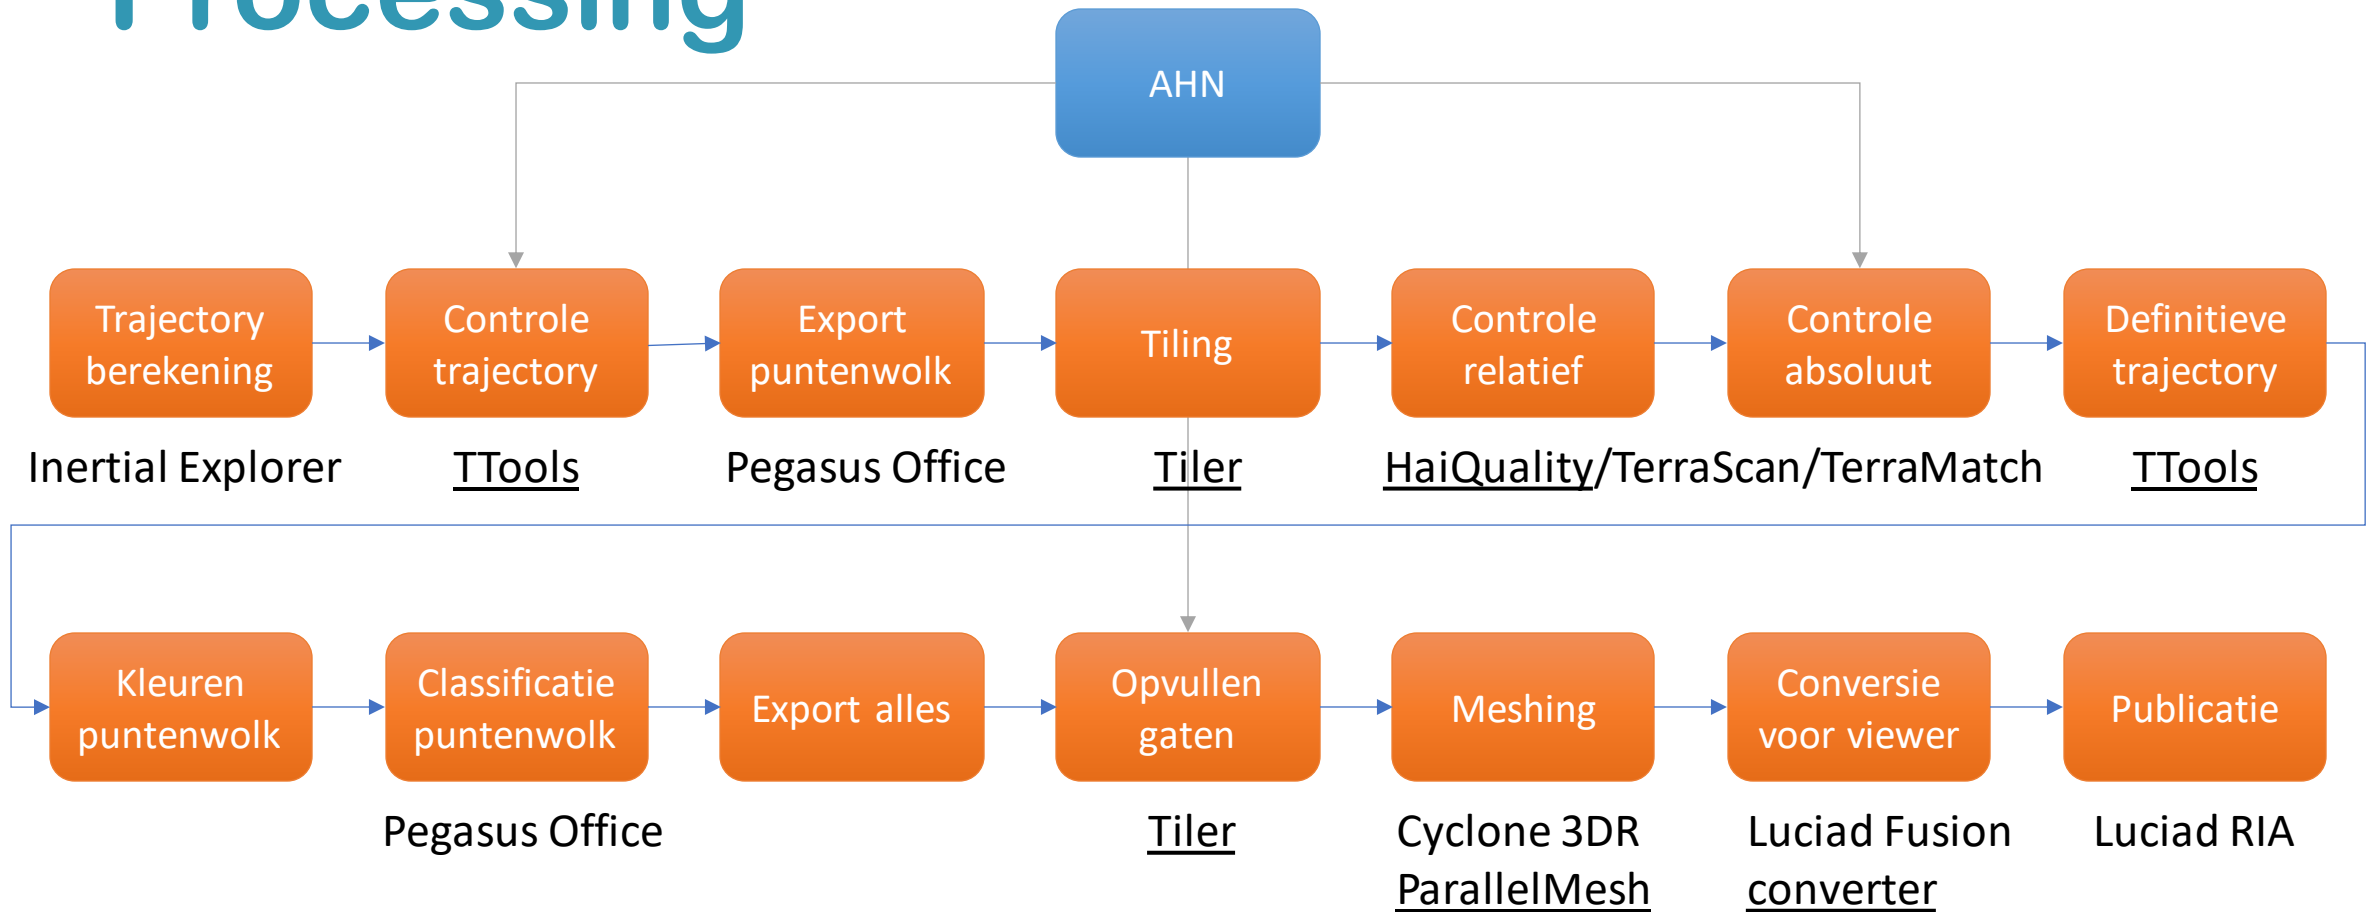 Processing
AHN
Trajectory
berekening
Controle
trajectory
Export
puntenwolk
Tiling
Controle
relatief
Controle
absoluut
Definitieve
trajectory
Inertial Explorer
TTools
Pegasus Office
Tiler
HaiQuality/TerraScan/TerraMatch
TTools
Kleuren
puntenwolk
Classificatie
puntenwolk
Export alles
Opvullen
gaten
Meshing
Conversie
voor viewer
Publicatie
Pegasus Office
Tiler
Cyclone 3DR
ParallelMesh
Luciad Fusion
converter
Luciad RIA